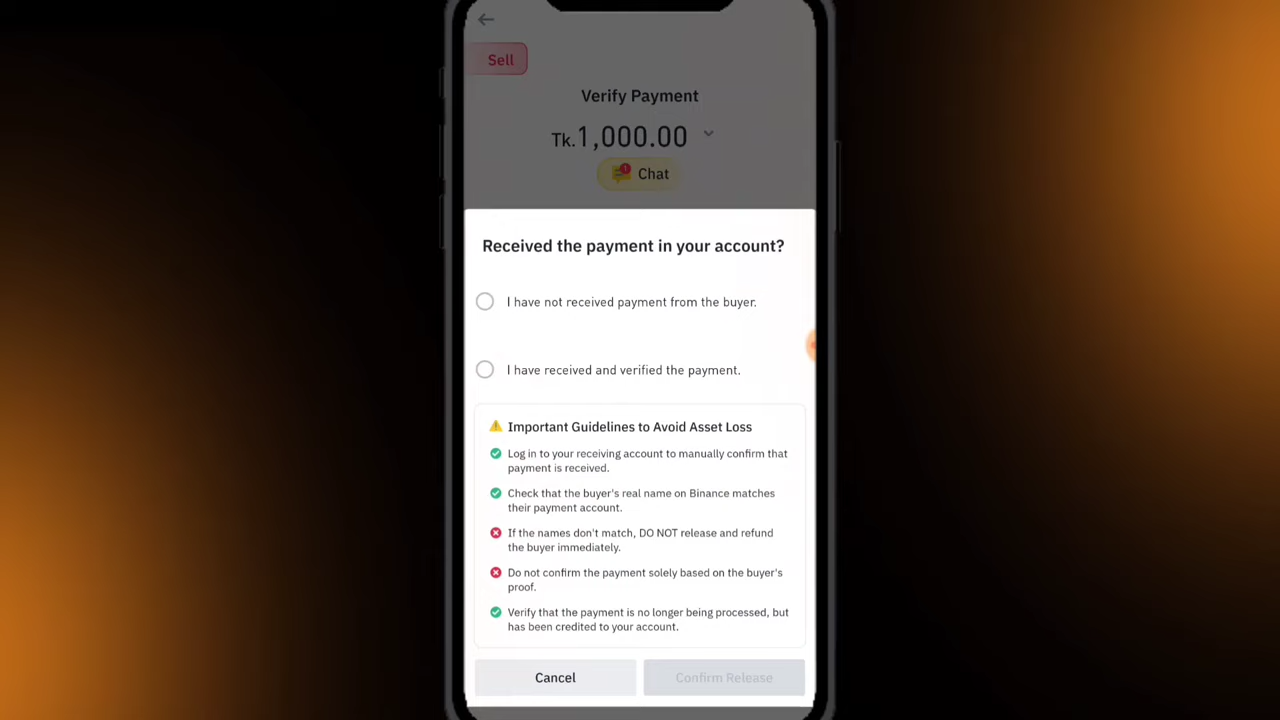 Sell
Verify Payment
Tk.1,000.00
Chat
Received the payment in your account?
I have not received payment from the buyer.
I have received and verified the payment.
Important Guidelines to Avoid Asset Loss
Log in to your receiving account to manually confirm that
payment is received.
Check that the buyer's real name on Binance matches
their payment account.
If the names don't match, DO NOT release and refund
the buyer immediately.
Do not confirm the payment solely based on the buyer's
proof.
Verify that the payment is no longer being processed, but
has been credited to your account.
Cancel
Confirm Release